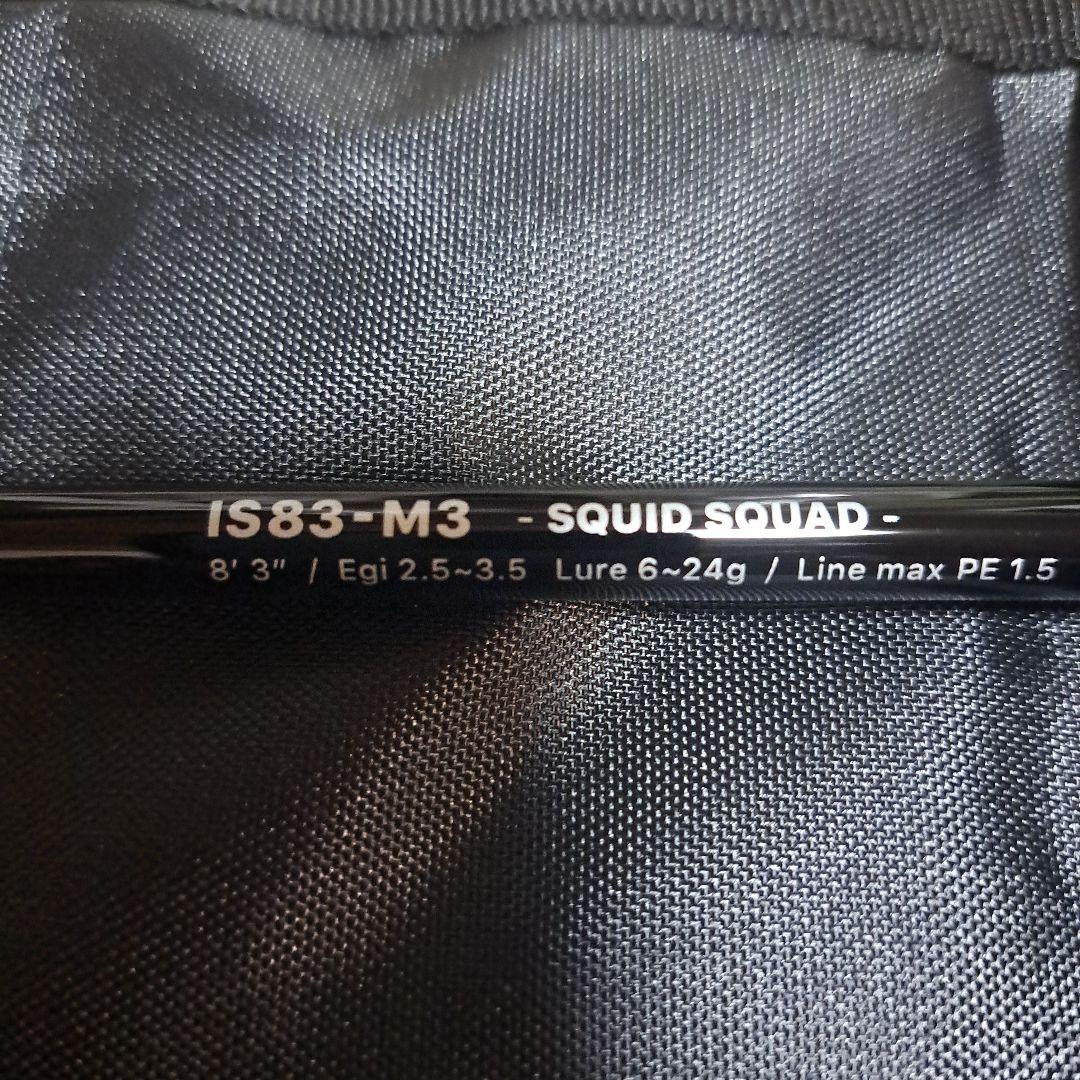 IS83-M3 - SQUID SQUAD -
8' 3" / Egi 2.5~3.5 Lure 6~24g / Line max PE 1.5